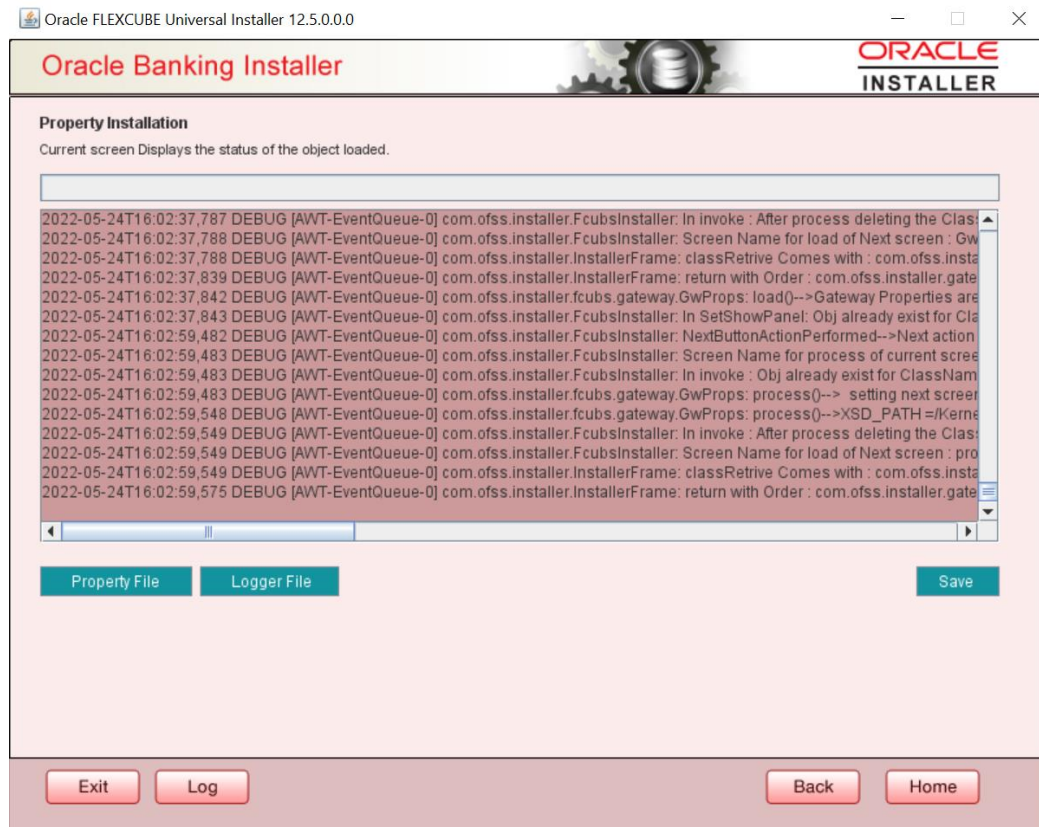 Oracle FLEXCUBE Universal Installer 12.5.0.0.0
Oracle Banking Installer
ORACLE
INSTALLER
Property Installation
Current screen Displays the status of the object loaded.
2022-05-24T16:02:37,787 DEBUG [AWT-EventQueue-0] com.ofss.installer.FcubsInstaller: In invoke : After process deleting the Clas
2022-05-24T16:02:37,788 DEBUG [AWT-EventQueue-0] com.ofss.installer.FcubsInstaller: Screen Name for load of Next screen : Gw
2022-05-24T16:02:37,788 DEBUG [AWT-EventQueue-0] com.ofss.installer.InstallerFrame: classRetrive Comes with : com.ofss.insta
2022-05-24T16:02:37,839 DEBUG [AWT-EventQueue-0] com.ofss.installer.InstallerFrame: return with Order : com.ofss.installer.gate
2022-05-24T16:02:37,842 DEBUG [AWT-EventQueue-0] com.ofss.installer.fcubs.gateway.GwProps: load()-->Gateway Properties are
2022-05-24T16:02:37,843 DEBUG [AWT-EventQueue-0] com.ofss.installer.FcubsInstaller: In SetShowPanel: Obj already exist for Cla
2022-05-24T16:02:59,482 DEBUG [AWT-EventQueue-0] com.ofss.installer.FcubsInstaller: NextButtonActionPerformed-->Next action
2022-05-24T16:02:59,483 DEBUG [AWT-EventQueue-0] com.ofss.installer.FcubsInstaller: Screen Name for process of current scree
2022-05-24T16:02:59,483 DEBUG [AWT-EventQueue-0] com.ofss.installer.FcubsInstaller: In invoke : Obj already exist for ClassNam
2022-05-24T16:02:59,483 DEBUG [AWT-EventQueue-0] com.ofss.installer.fcubs.gateway.GwProps: process()--> setting next screen
2022-05-24T16:02:59,548 DEBUG [AWT-EventQueue-0] com.ofss.installer.fcubs.gateway.GwProps: process()-->XSD_PATH =/Kerne
2022-05-24T16:02:59,549 DEBUG [AWT-EventQueue-0] com.ofss.installer.FcubsInstaller: In invoke : After process deleting the Clas
2022-05-24T16:02:59,549 DEBUG [AWT-EventQueue-0] com.ofss.installer.FcubsInstaller: Screen Name for load of Next screen : pro
2022-05-24T16:02:59,549 DEBUG [AWT-EventQueue-0] com.ofss.installer.InstallerFrame: classRetrive Comes with : com.ofss.insta
2022-05-24T16:02:59,575 DEBUG [AWT-EventQueue-0] com.ofss.installer.InstallerFrame: return with Order : com.ofss.installer.gate
Property File Logger File Save
Exit Log Back Home